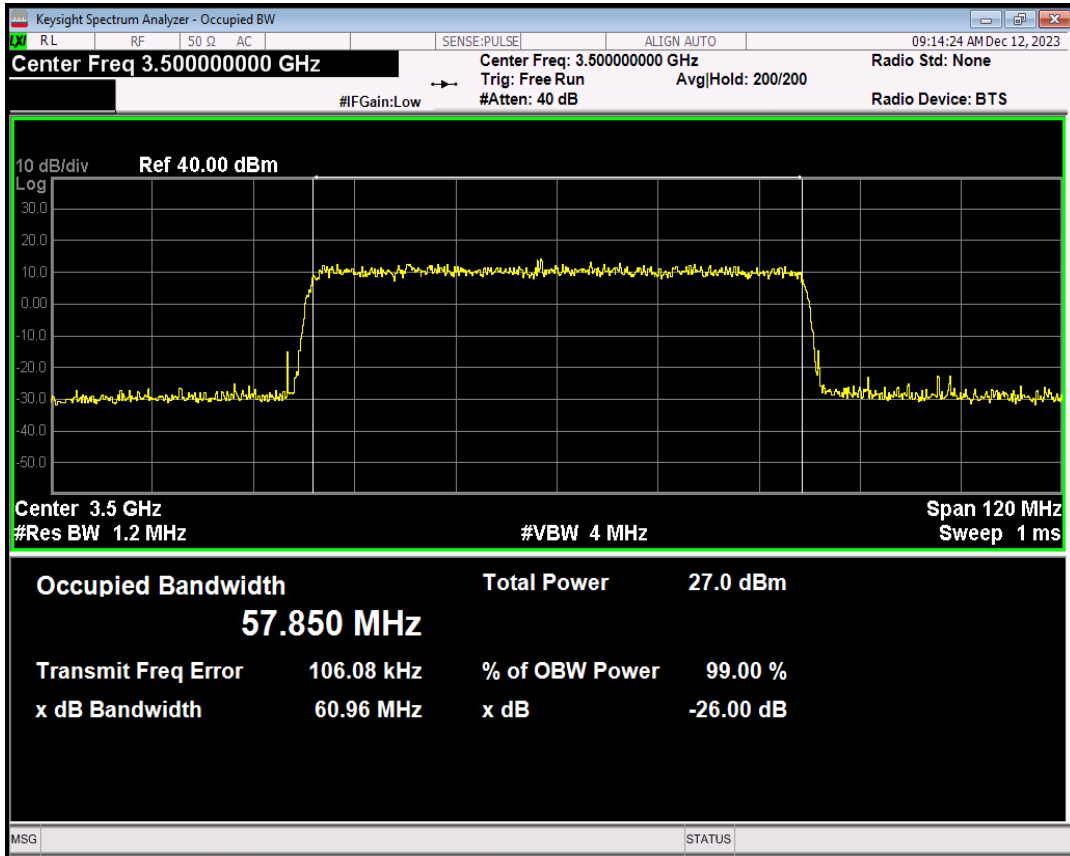 Keysight Spectrum Analyzer - Occupied BW
LXI RL RF 50 Ω AC SENSE:PULSE ALIGN AUTO 09:14:24 AM Dec 12, 2023
Center Freq 3.500000000 GHz Center Freq: 3.500000000 GHz Radio Std: None
Trig: Free Run Avg|Hold: 200/200
#IFGain:Low #Atten: 40 dB Radio Device: BTS
10 dB/div Ref 40.00 dBm
Log
30.0
20.0
10.0
0.00
-10.0
-20.0
-30.0
-40.0
-50.0
Center 3.5 GHz Span 120 MHz
#Res BW 1.2 MHz #VBW 4 MHz Sweep 1 ms
Occupied Bandwidth Total Power 27.0 dBm
57.850 MHz
Transmit Freq Error 106.08 kHz % of OBW Power 99.00 %
x dB Bandwidth 60.96 MHz x dB -26.00 dB
MSG STATUS